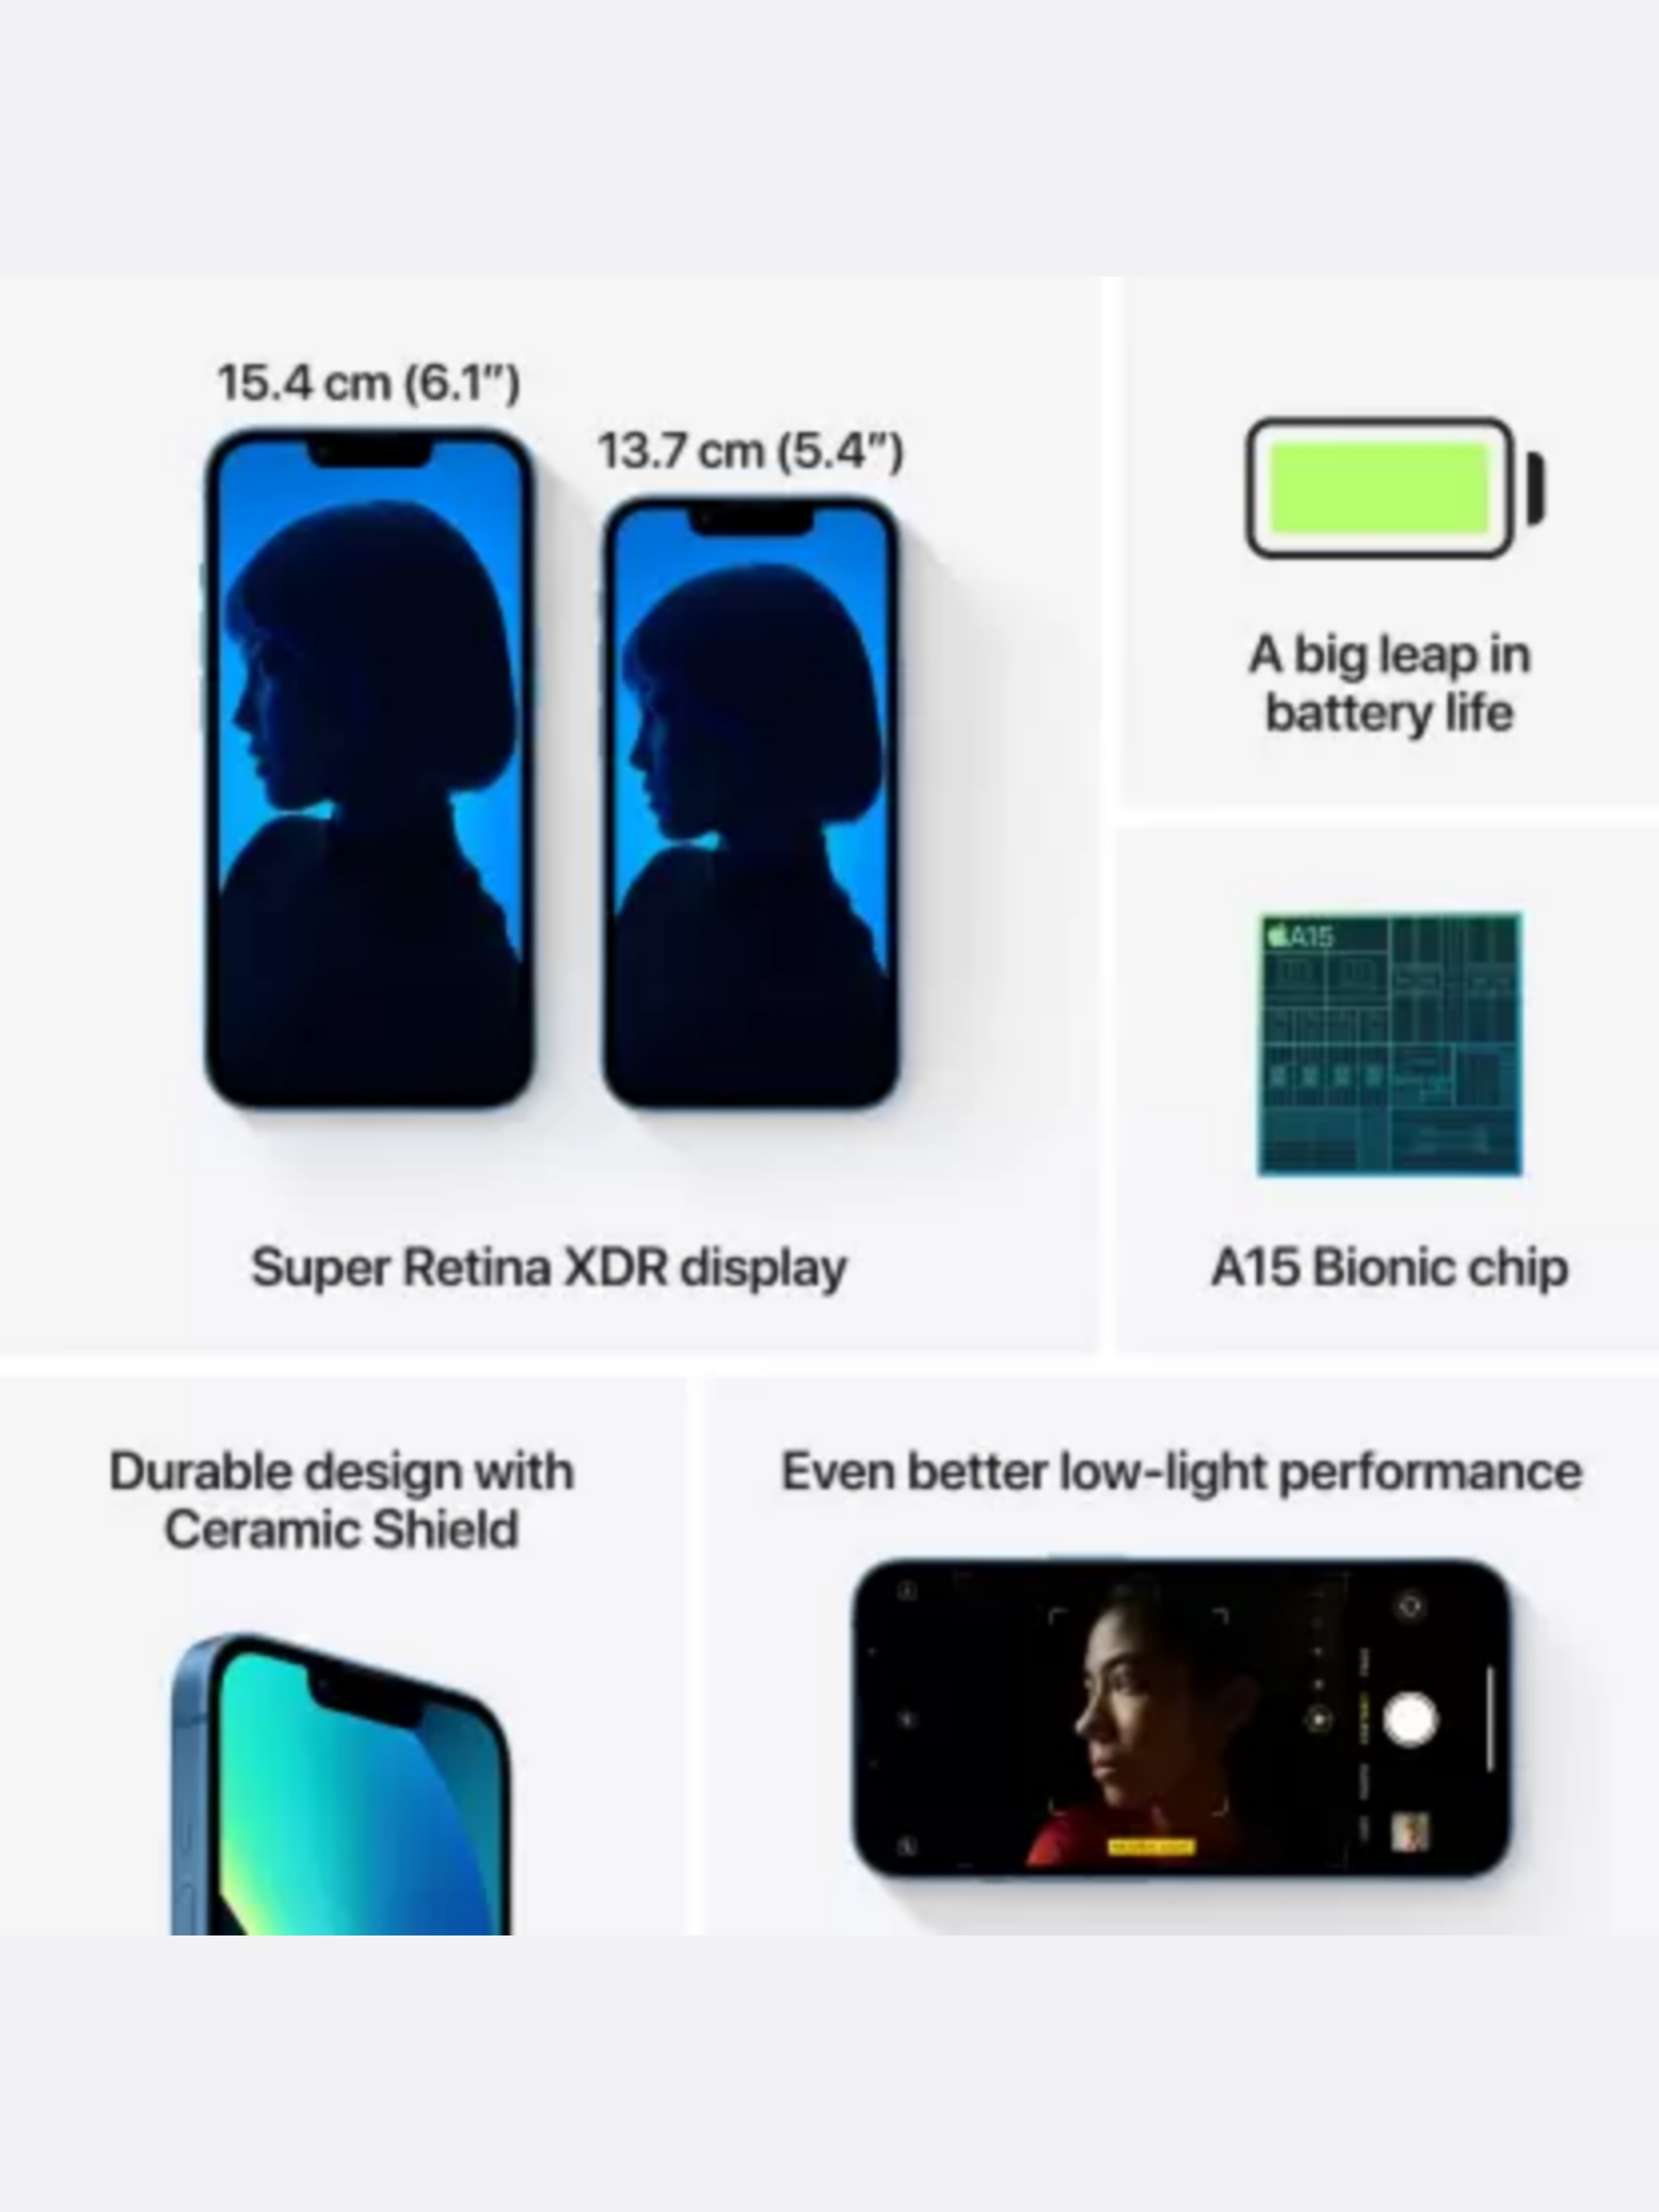 15.4 cm (6.1″)
13.7 cm (5.4″)
A big leap in
battery life
A15
Super Retina XDR display
A15 Bionic chip
Durable design with
Ceramic Shield
Even better low-light performance